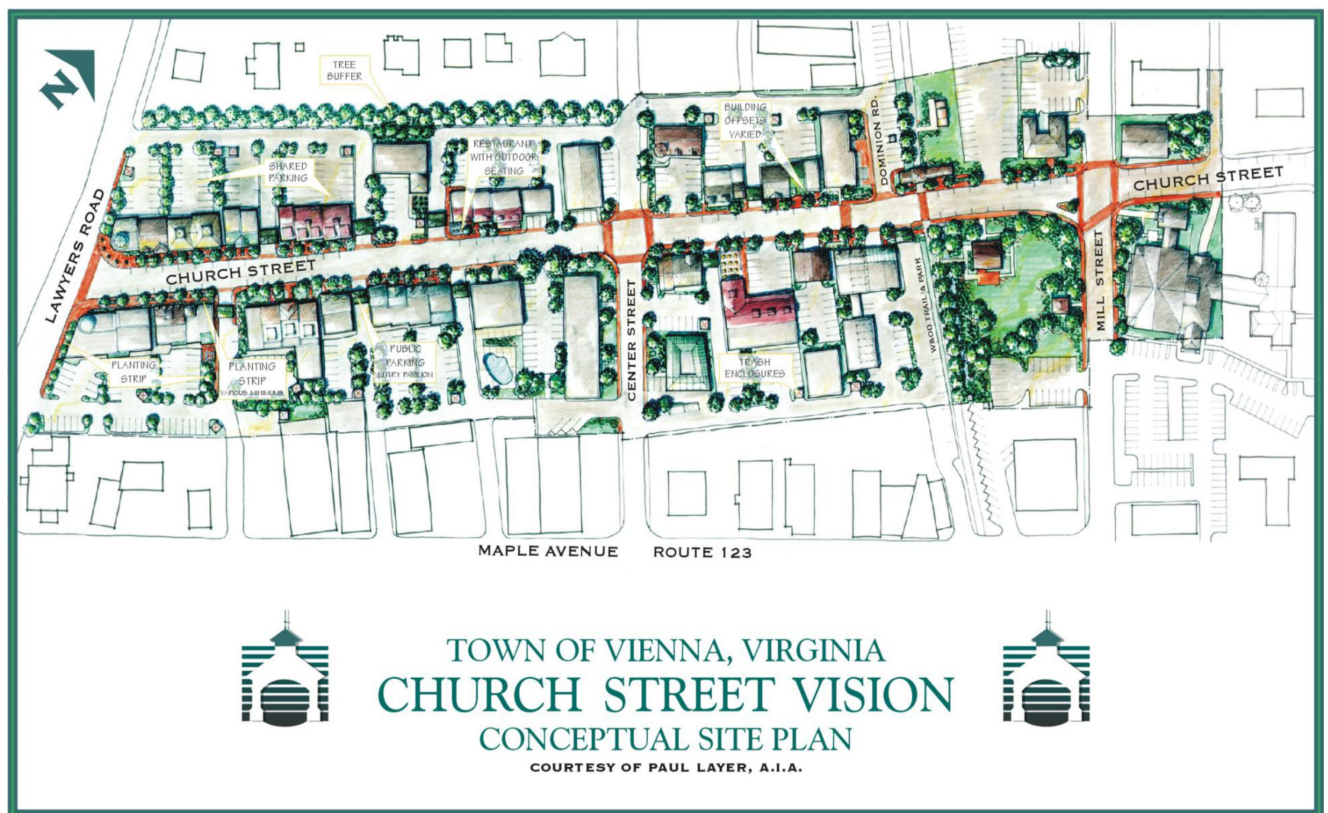 N
TREE
BUFFER
BUILDING
OFFSETS
VARIED
DOMINION RD.
SHARED
PARKING
RESTAURANT
WITH OUTDOOR
SEATING
CHURCH STREET
LAWYERS ROAD
CHURCH STREET
CENTER STREET
W&OD TRAIL & PARK
MILL STREET
PLANTING
STRIP
PLANTING
STRIP
PUBLIC
PARKING
ENTRY PAVILION
TRASH
ENCLOSURES
MAPLE AVENUE ROUTE 123
TOWN OF VIENNA, VIRGINIA
CHURCH STREET VISION
CONCEPTUAL SITE PLAN
COURTESY OF PAUL LAYER, A.I.A.